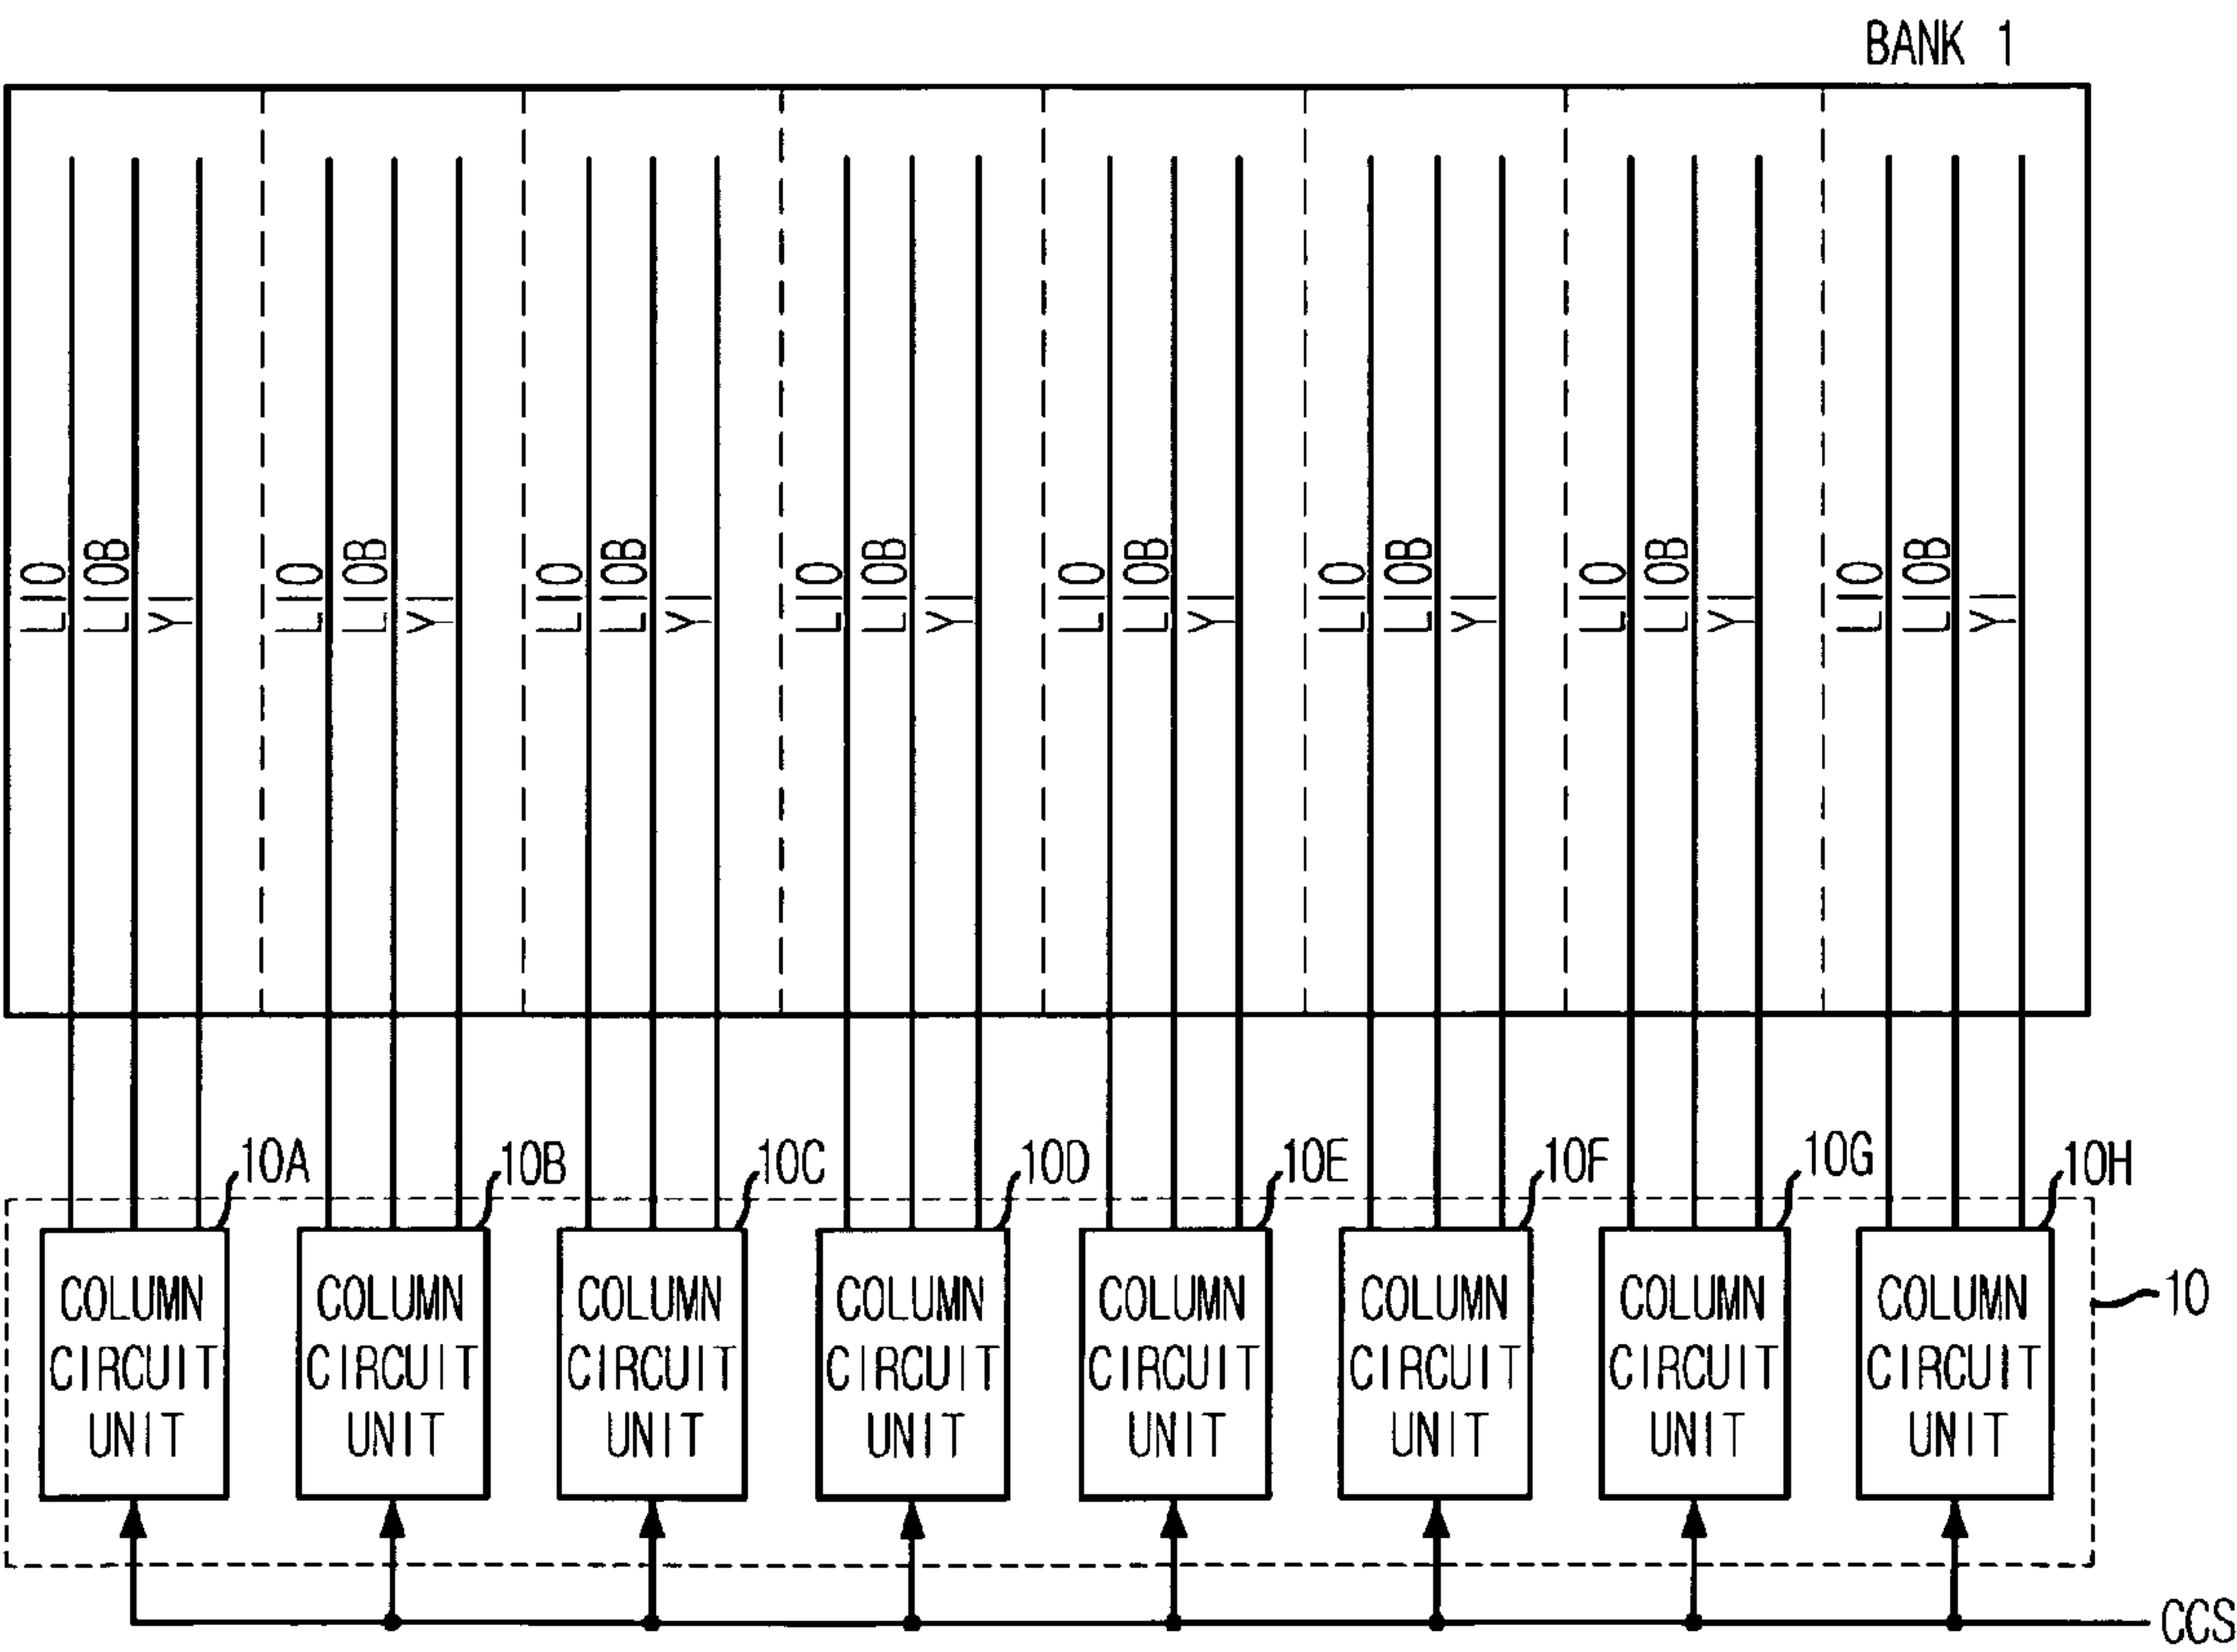 BANK 1
LIO LIOB YI LIO LIOB YI LIO LIOB YI LIO LIOB YI LIO LIOB YI LIO LIOB YI LIO LIOB YI LIO LIOB YI
10A 10B 10C 10D 10E 10F 10G 10H
COLUMN COLUMN COLUMN COLUMN COLUMN COLUMN COLUMN COLUMN
CIRCUIT CIRCUIT CIRCUIT CIRCUIT CIRCUIT CIRCUIT CIRCUIT CIRCUIT
UNIT UNIT UNIT UNIT UNIT UNIT UNIT UNIT
10
CCS